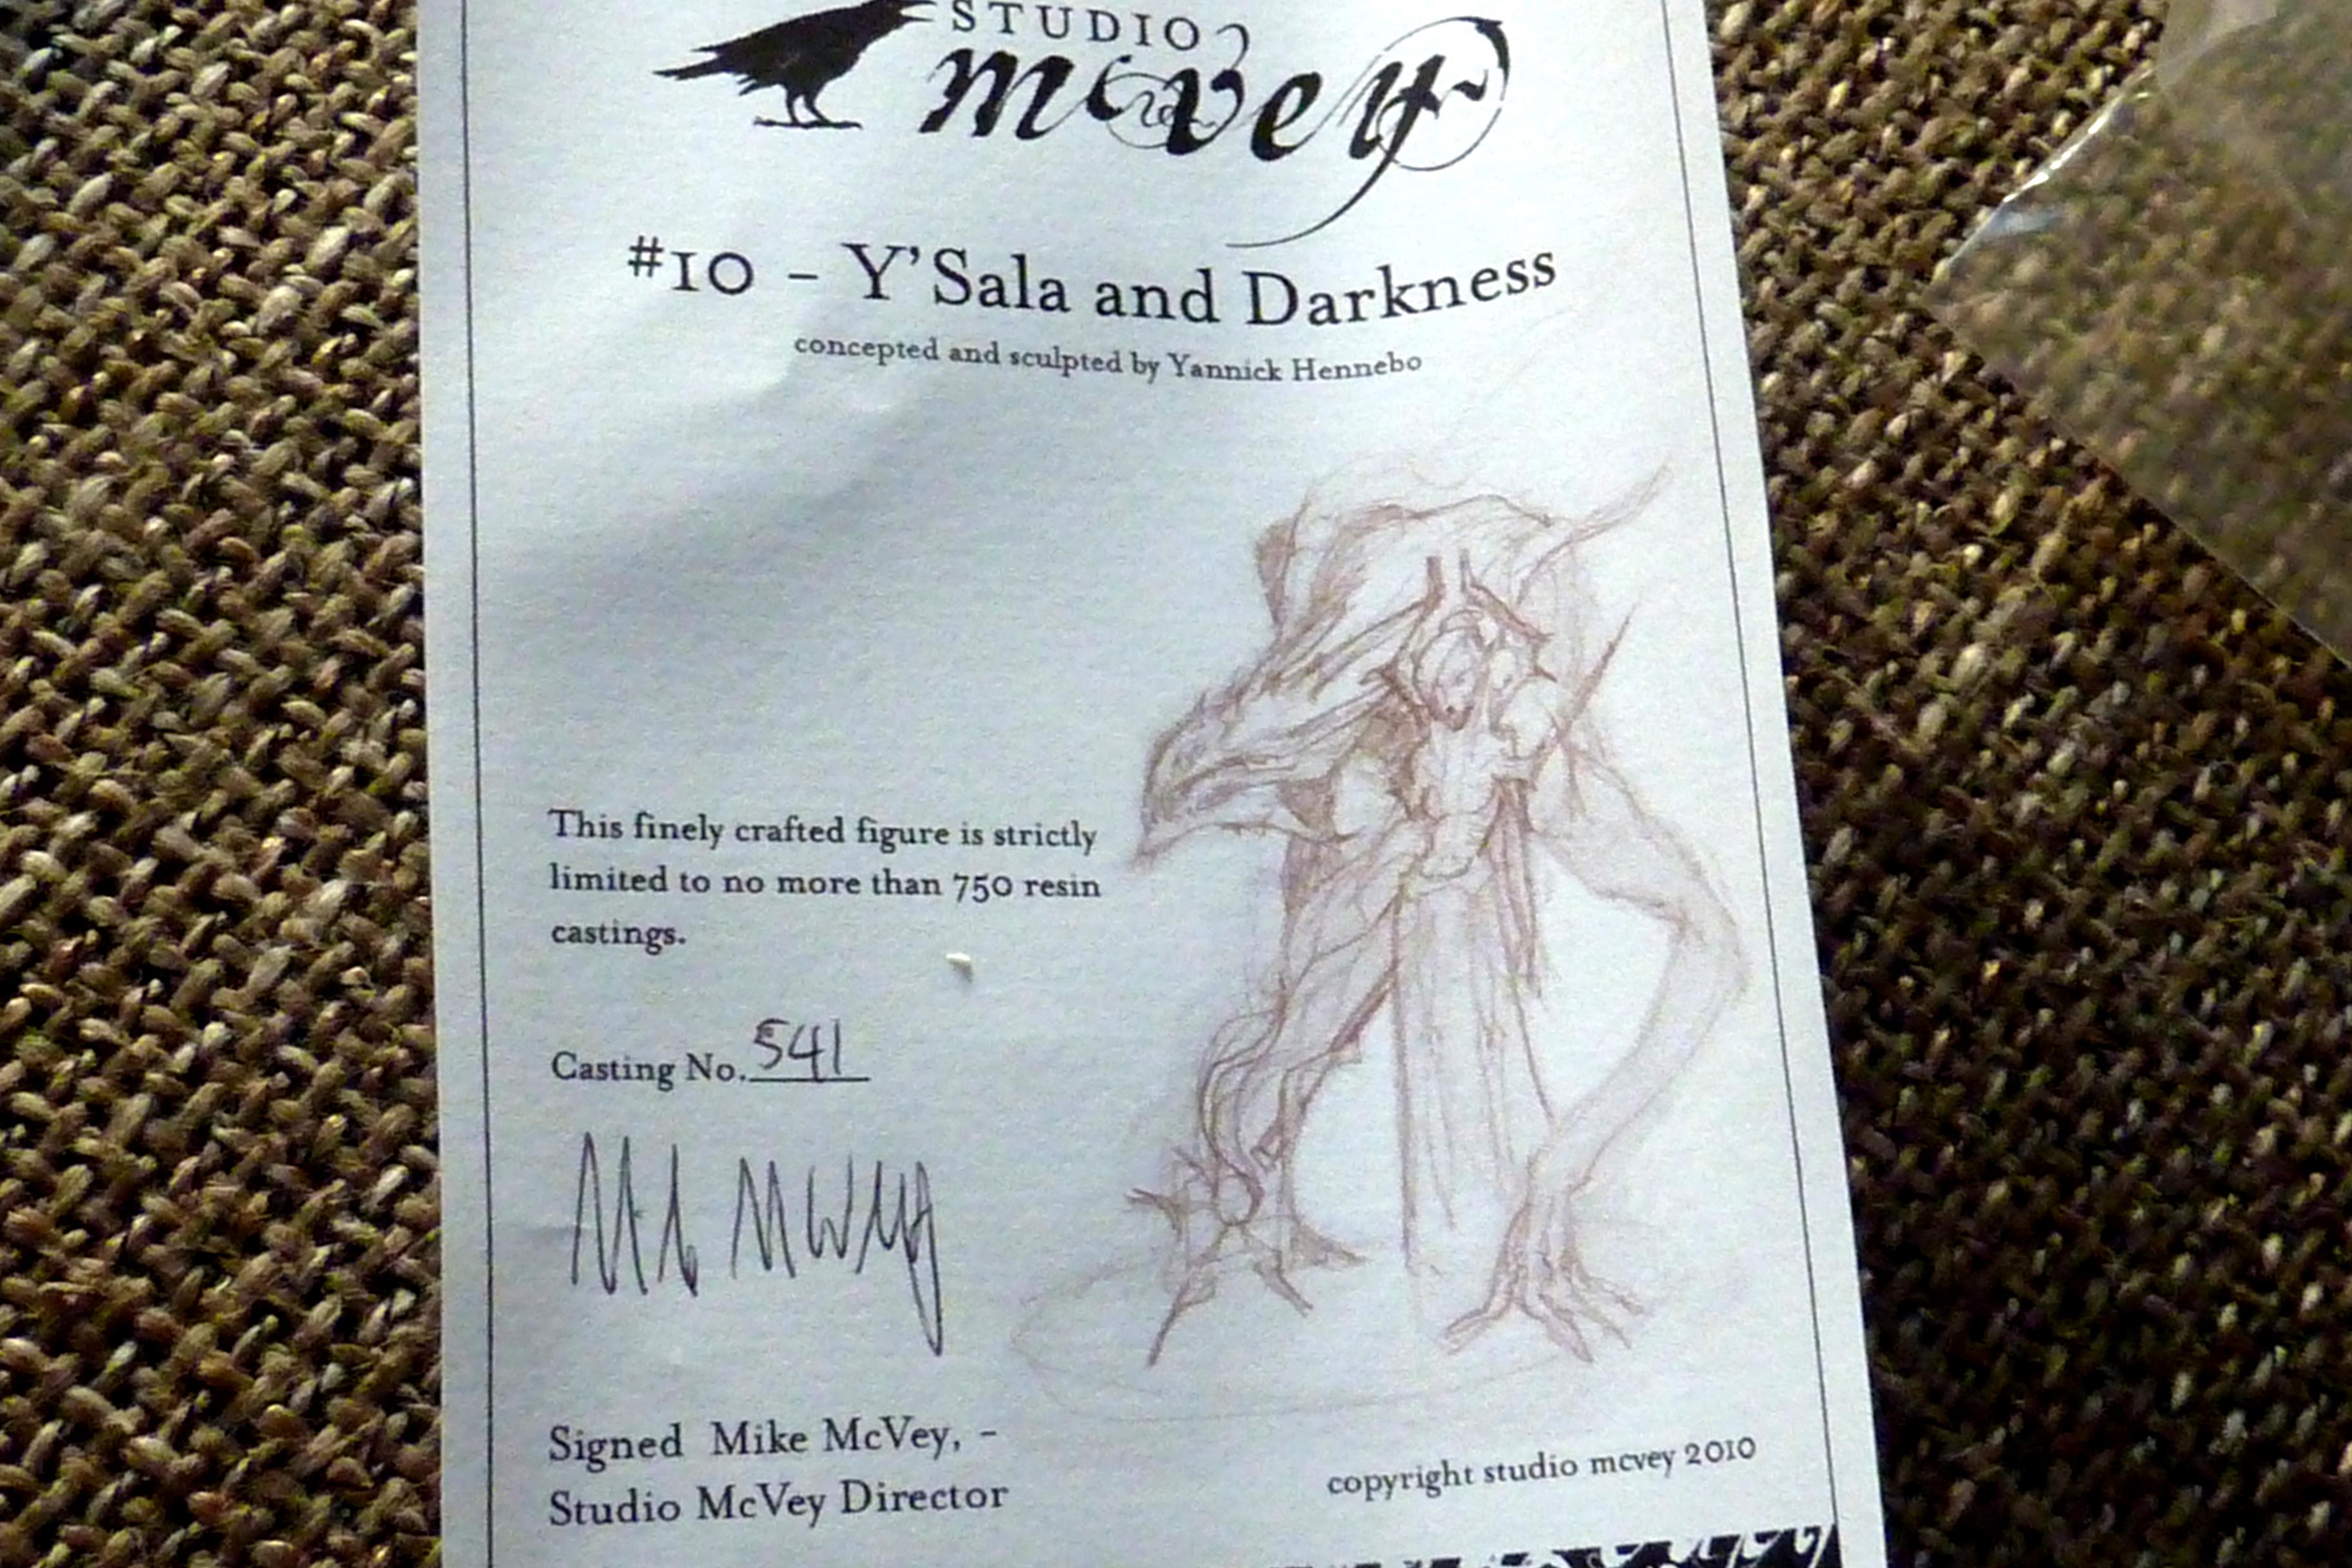 STUDIO
mcvey
#10 – Y'Sala and Darkness
concepted and sculpted by Yannick Hennebo
This finely crafted figure is strictly
limited to no more than 750 resin
castings.
Casting No. 541
Signed Mike McVey, –
Studio McVey Director
copyright studio mcvey 2010